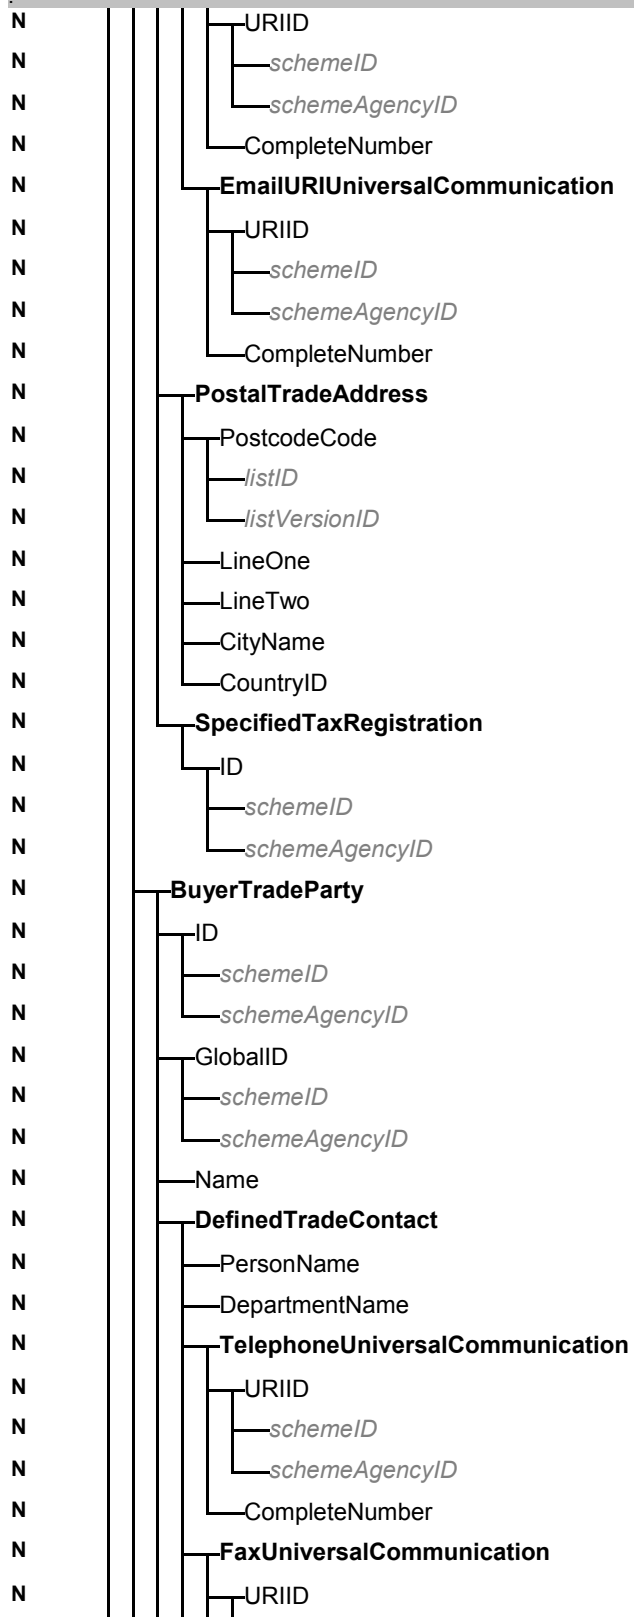 N URIID
N schemeID
N schemeAgencyID
N CompleteNumber
N EmailURIUniversalCommunication
N URIID
N schemeID
N schemeAgencyID
N CompleteNumber
N PostalTradeAddress
N PostcodeCode
N listID
N listVersionID
N LineOne
N LineTwo
N CityName
N CountryID
N SpecifiedTaxRegistration
N ID
N schemeID
N schemeAgencyID
N BuyerTradeParty
N ID
N schemeID
N schemeAgencyID
N GlobalID
N schemeID
N schemeAgencyID
N Name
N DefinedTradeContact
N PersonName
N DepartmentName
N TelephoneUniversalCommunication
N URIID
N schemeID
N schemeAgencyID
N CompleteNumber
N FaxUniversalCommunication
N URIID